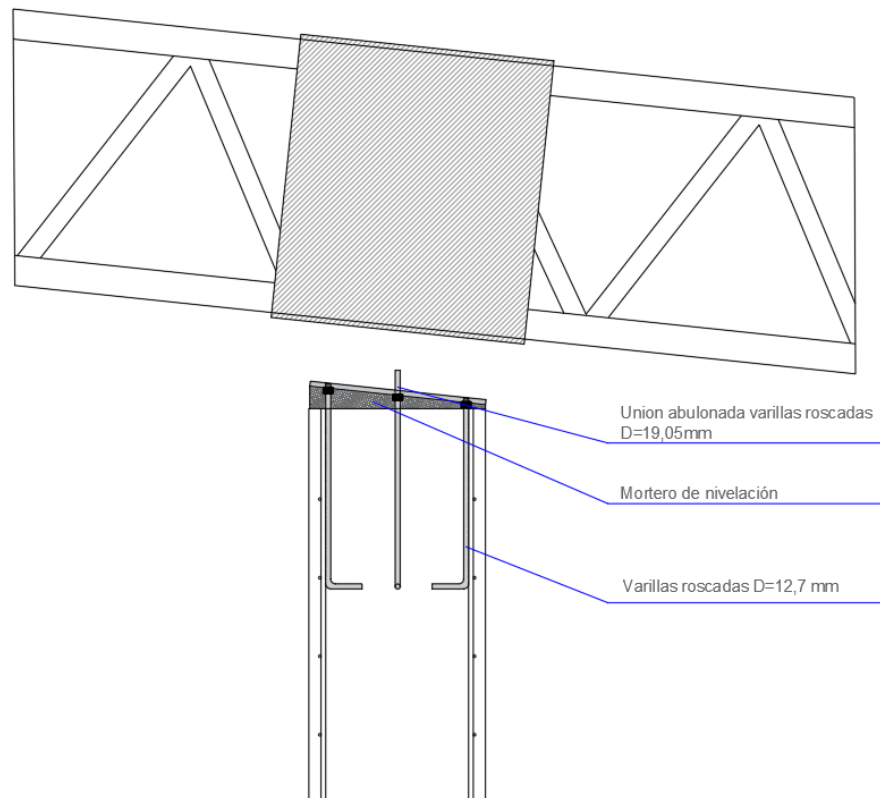 Union abulonada varillas roscadas
D=19,05mm
Mortero de nivelación
Varillas roscadas D=12,7 mm